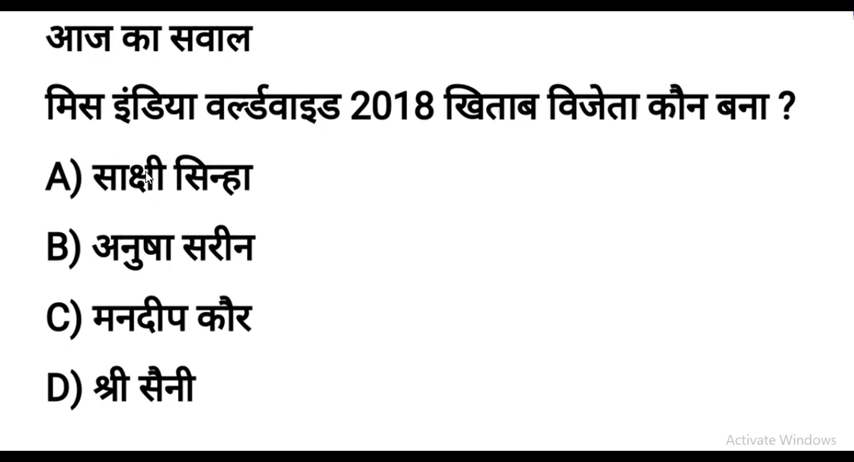 आज का सवाल
मिस इंडिया वर्ल्डवाइड 2018 खिताब विजेता कौन बना ?
A) साक्षी सिन्हा
B) अनुषा सरीन
C) मनदीप कौर
D) श्री सैनी
Activate Windows